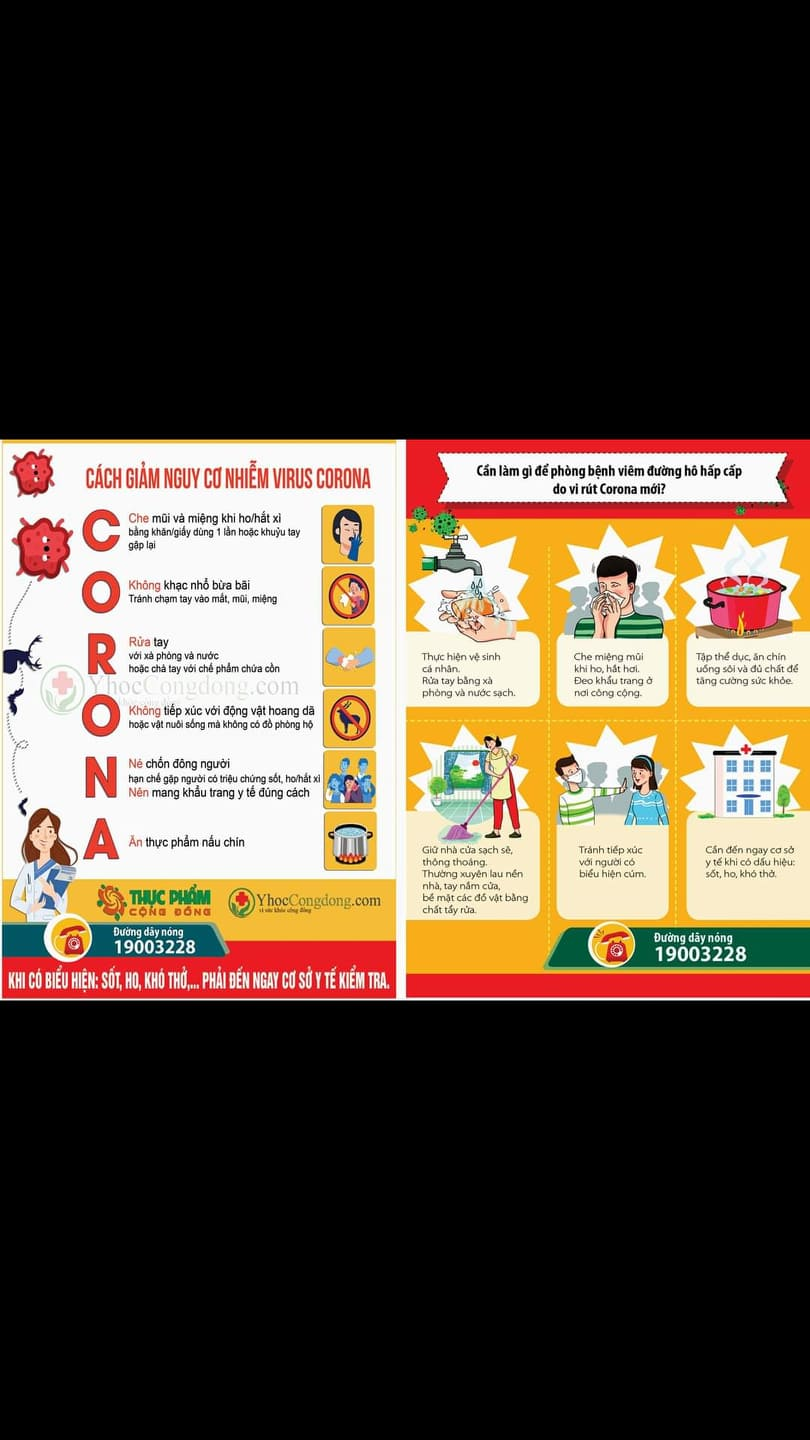 CÁCH GIẢM NGUY CƠ NHIỄM VIRUS CORONA
C
Che mũi và miệng khi ho/hắt xì
bằng khăn/giấy dùng 1 lần hoặc khuỷu tay
gập lại
O
Không khạc nhổ bừa bãi
Tránh chạm tay vào mắt, mũi, miệng
R
Rửa tay
với xà phòng và nước
hoặc chà tay với chế phẩm chứa cồn
YhocCongdong.com
O
Không tiếp xúc với động vật hoang dã
hoặc vật nuôi sống mà không có đồ phòng hộ
N
Né chốn đông người
hạn chế gặp người có triệu chứng sốt, ho/hắt xì
Nên mang khẩu trang y tế đúng cách
A
Ăn thực phẩm nấu chín
THỰC PHẨM
CỘNG ĐỒNG
YhocCongdong.com
vì sức khỏe cộng đồng
Đường dây nóng
19003228
KHI CÓ BIỂU HIỆN: SỐT, HO, KHÓ THỞ,... PHẢI ĐẾN NGAY CƠ SỞ Y TẾ KIỂM TRA.
Cần làm gì để phòng bệnh viêm đường hô hấp cấp
do vi rút Corona mới?
Thực hiện vệ sinh
cá nhân.
Rửa tay bằng xà
phòng và nước sạch.
Che miệng mũi
khi ho, hắt hơi.
Đeo khẩu trang ở
nơi công cộng.
Tập thể dục, ăn chín
uống sôi và đủ chất để
tăng cường sức khỏe.
Giữ nhà cửa sạch sẽ,
thông thoáng.
Thường xuyên lau nền
nhà, tay nắm cửa,
bề mặt các đồ vật bằng
chất tẩy rửa.
Tránh tiếp xúc
với người có
biểu hiện cúm.
Cần đến ngay cơ sở
y tế khi có dấu hiệu:
sốt, ho, khó thở.
Đường dây nóng
19003228